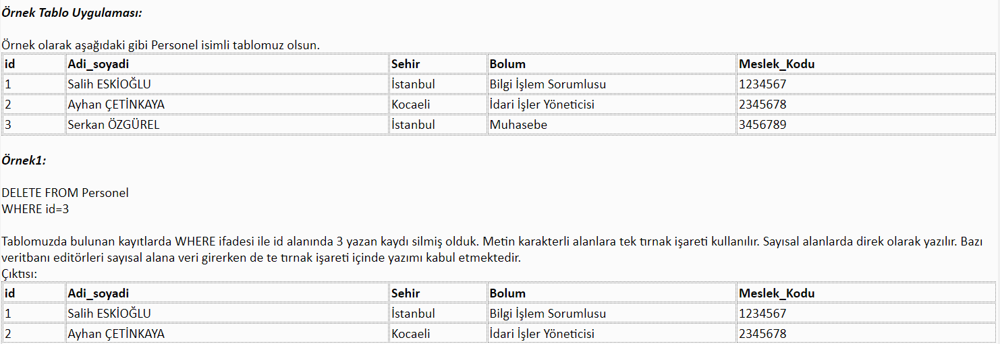 Örnek Tablo Uygulaması:
Örnek olarak aşağıdaki gibi Personel isimli tablomuz olsun.
id Adi_soyadi Sehir Bolum Meslek_Kodu
1 Salih ESKİOĞLU İstanbul Bilgi İşlem Sorumlusu 1234567
2 Ayhan ÇETİNKAYA Kocaeli İdari İşler Yöneticisi 2345678
3 Serkan ÖZGÜREL İstanbul Muhasebe 3456789
Örnek1:
DELETE FROM Personel
WHERE id=3
Tablomuzda bulunan kayıtlarda WHERE ifadesi ile id alanında 3 yazan kaydı silmiş olduk. Metin karakterli alanlara tek tırnak işareti kullanılır. Sayısal alanlarda direk olarak yazılır. Bazı
veritbanı editörleri sayısal alana veri girerken de te tırnak işareti içinde yazımı kabul etmektedir.
Çıktısı:
id Adi_soyadi Sehir Bolum Meslek_Kodu
1 Salih ESKİOĞLU İstanbul Bilgi İşlem Sorumlusu 1234567
2 Ayhan ÇETİNKAYA Kocaeli İdari İşler Yöneticisi 2345678